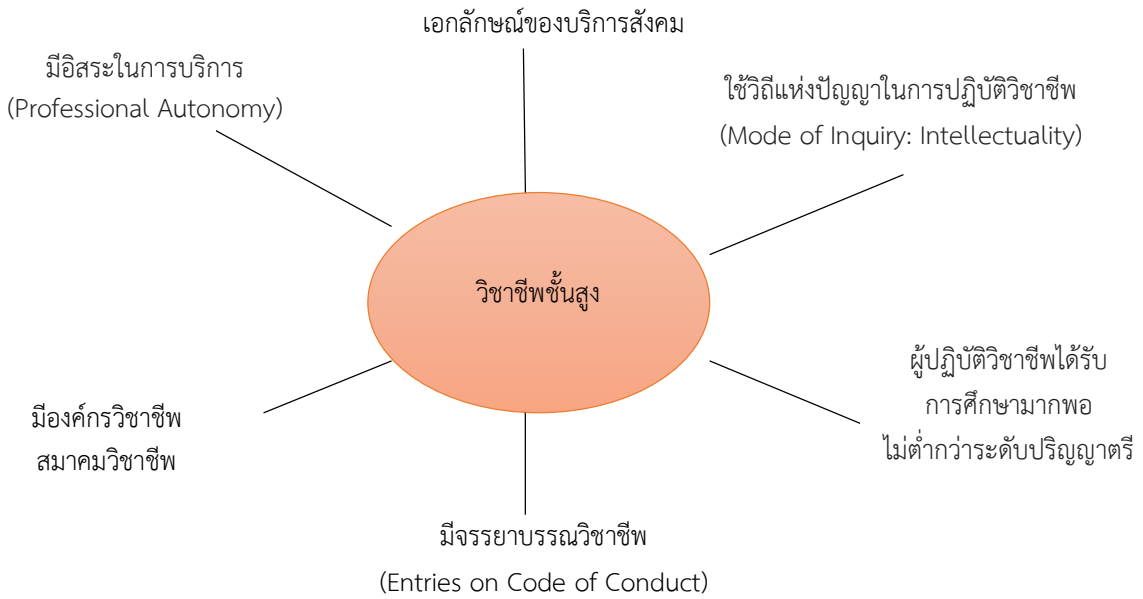 เอกลักษณ์ของบริการสังคม
มีอิสระในการบริการ
(Professional Autonomy)
ใช้วิถีแห่งปัญญาในการปฏิบัติวิชาชีพ
(Mode of Inquiry: Intellectuality)
วิชาชีพชั้นสูง
ผู้ปฏิบัติวิชาชีพได้รับ
การศึกษามากพอ
ไม่ต่ำกว่าระดับปริญญาตรี
มีองค์กรวิชาชีพ
สมาคมวิชาชีพ
มีจรรยาบรรณวิชาชีพ
(Entries on Code of Conduct)